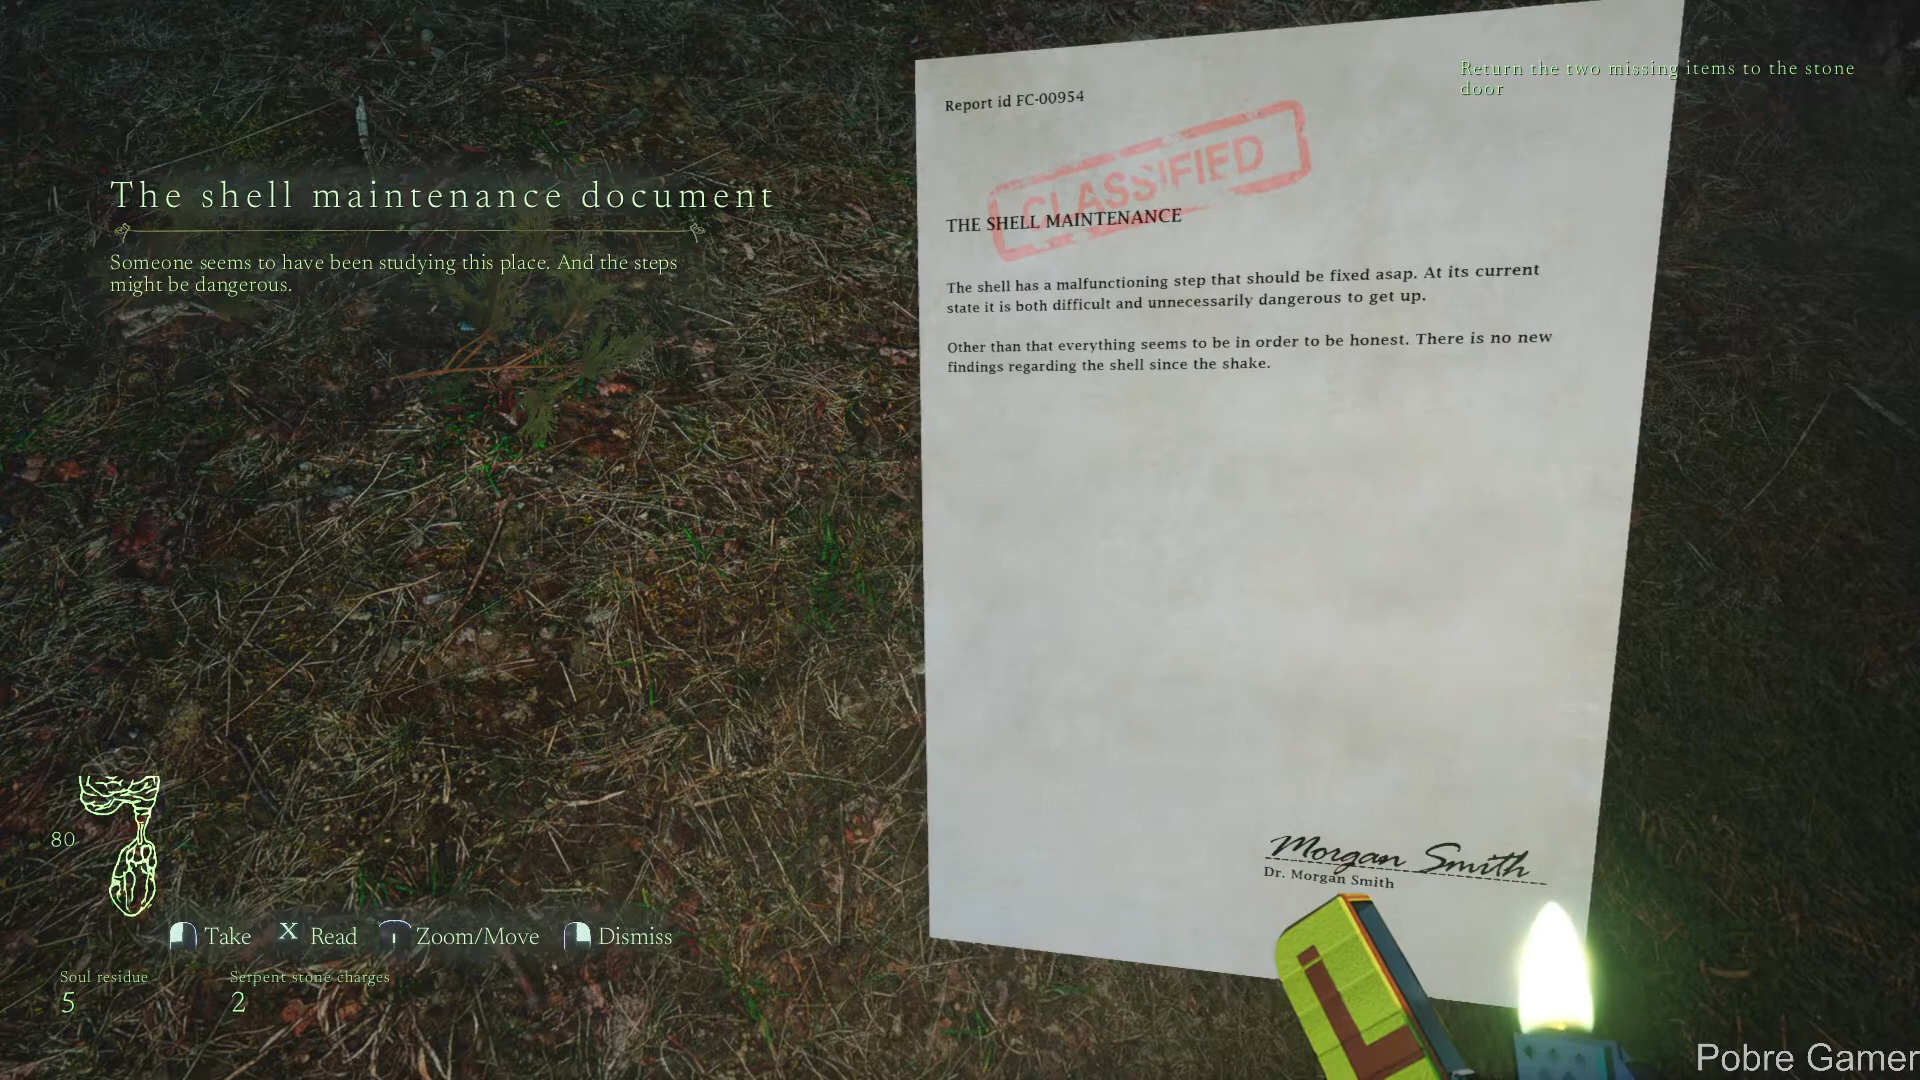 Return the two missing items to the stone
door
The shell maintenance document
Someone seems to have been studying this place. And the steps
might be dangerous.
Report id FC-00954
CLASSIFIED
THE SHELL MAINTENANCE
The shell has a malfunctioning step that should be fixed asap. At its current
state it is both difficult and unnecessarily dangerous to get up.
Other than that everything seems to be in order to be honest. There is no new
findings regarding the shell since the shake.
Morgan Smith
Dr. Morgan Smith
80
Take X Read Zoom/Move Dismiss
Soul residue Serpent stone charges
5 2
L
Pobre Gamer